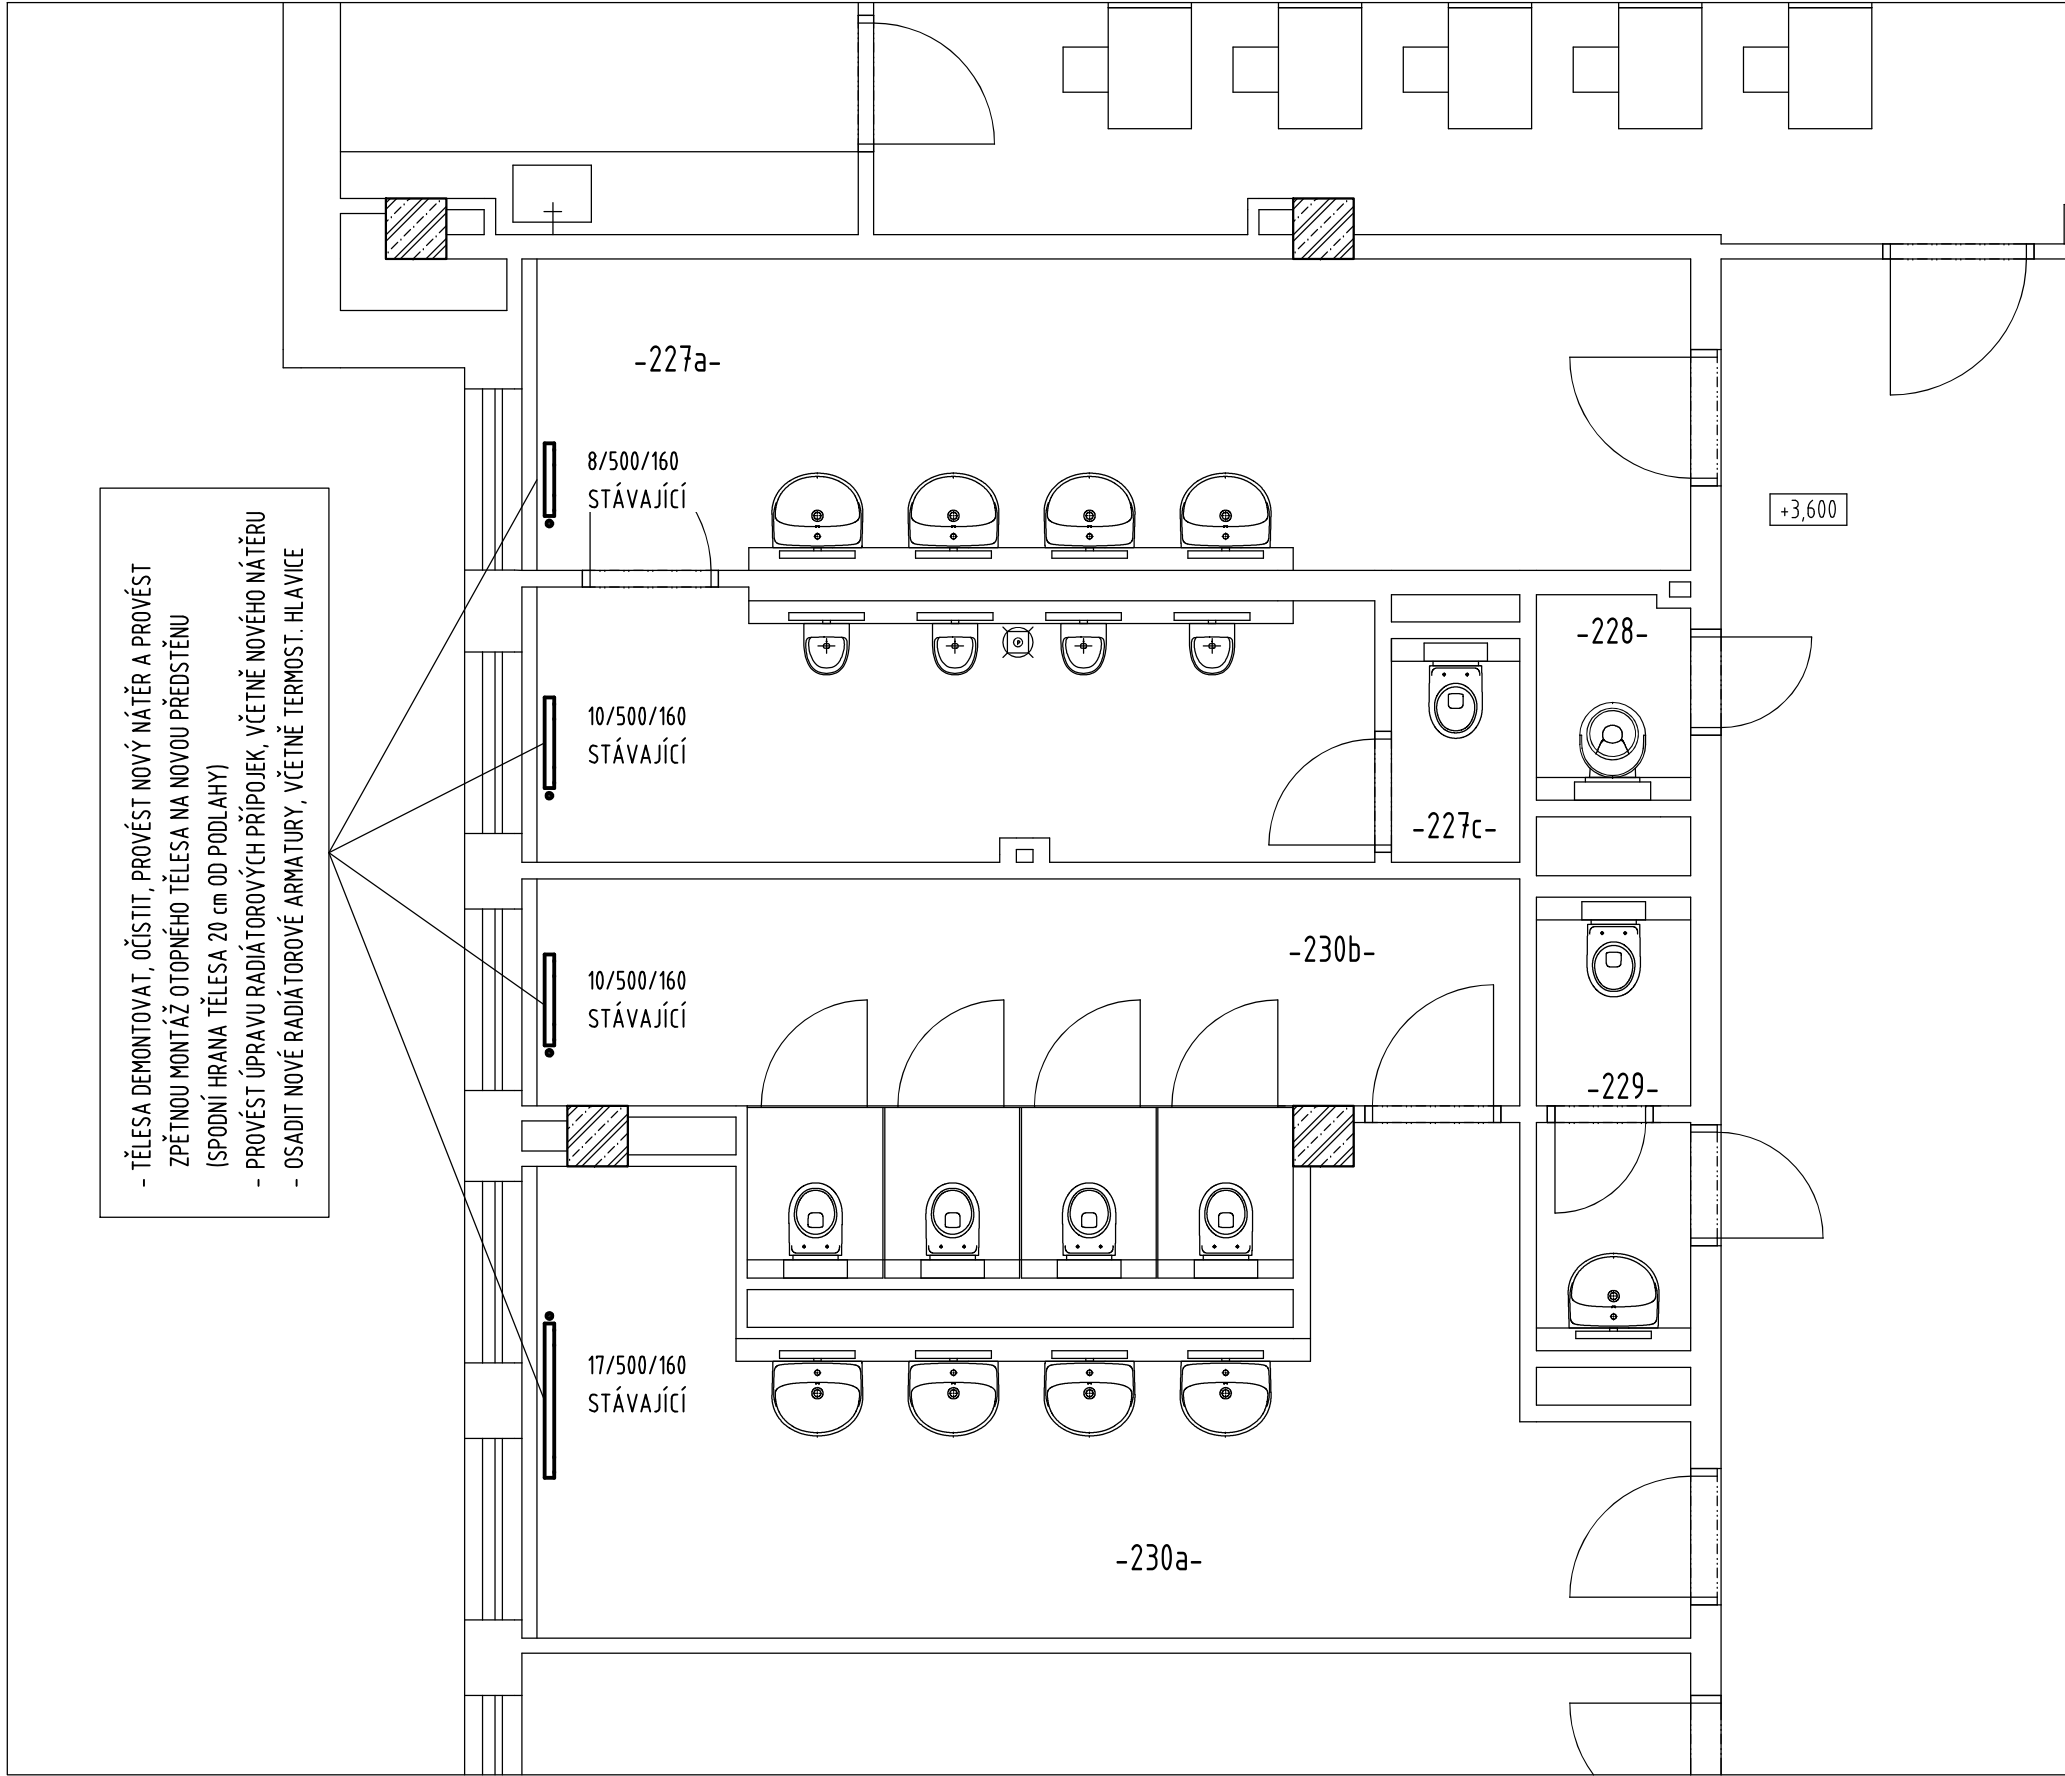 -227a-
8/500/160
STÁVAJÍCÍ
+3,600
- TĚLESA DEMONTOVAT, OČISTIT, PROVÉST NOVÝ NÁTĚR A PROVÉST
ZPĚTNOU MONTÁŽ OTOPNÉHO TĚLESA NA NOVOU PŘEDSTĚNU
(SPODNÍ HRANA TĚLESA 20 cm OD PODLAHY)
- PROVÉST ÚPRAVU RADIÁTOROVÝCH PŘÍPOJEK, VČETNĚ NOVÉHO NÁTĚRU
- OSADIT NOVÉ RADIÁTOROVÉ ARMATURY, VČETNĚ TERMOST. HLAVICE
-228-
10/500/160
STÁVAJÍCÍ
-227c-
-230b-
10/500/160
STÁVAJÍCÍ
-229-
17/500/160
STÁVAJÍCÍ
-230a-